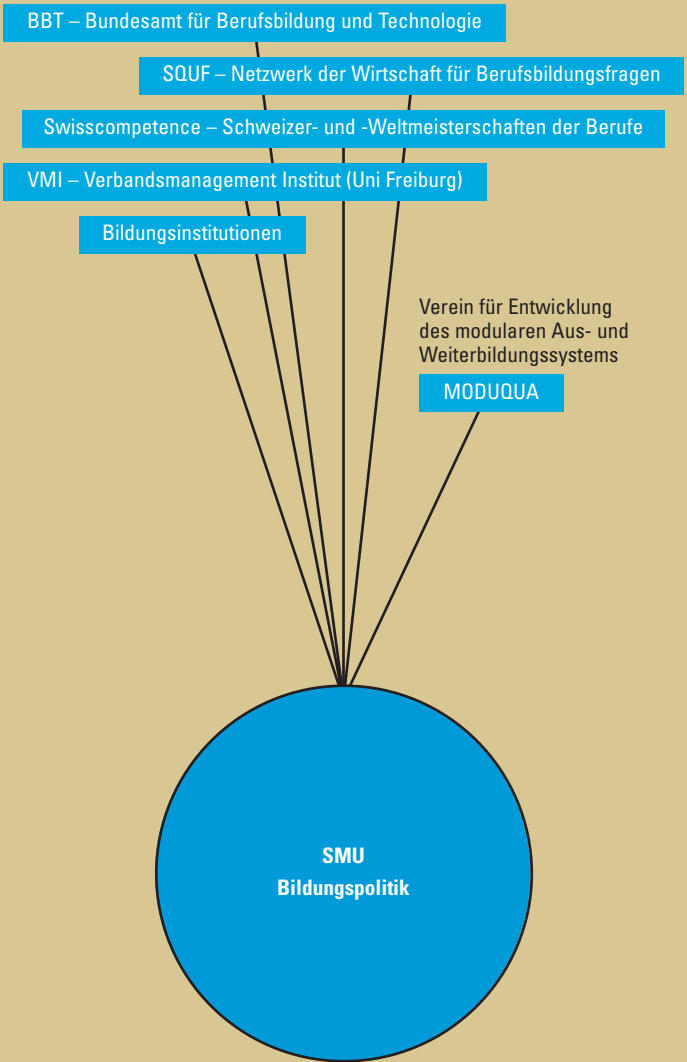 BBT – Bundesamt für Berufsbildung und Technologie
SQUF – Netzwerk der Wirtschaft für Berufsbildungsfragen
Swisscompetence – Schweizer- und -Weltmeisterschaften der Berufe
VMI – Verbandsmanagement Institut (Uni Freiburg)
Bildungsinstitutionen
Verein für Entwicklung
des modularen Aus- und
Weiterbildungssystems
MODUQUA
SMU
Bildungspolitik